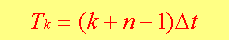 Tₖ = (k + n − 1)Δt